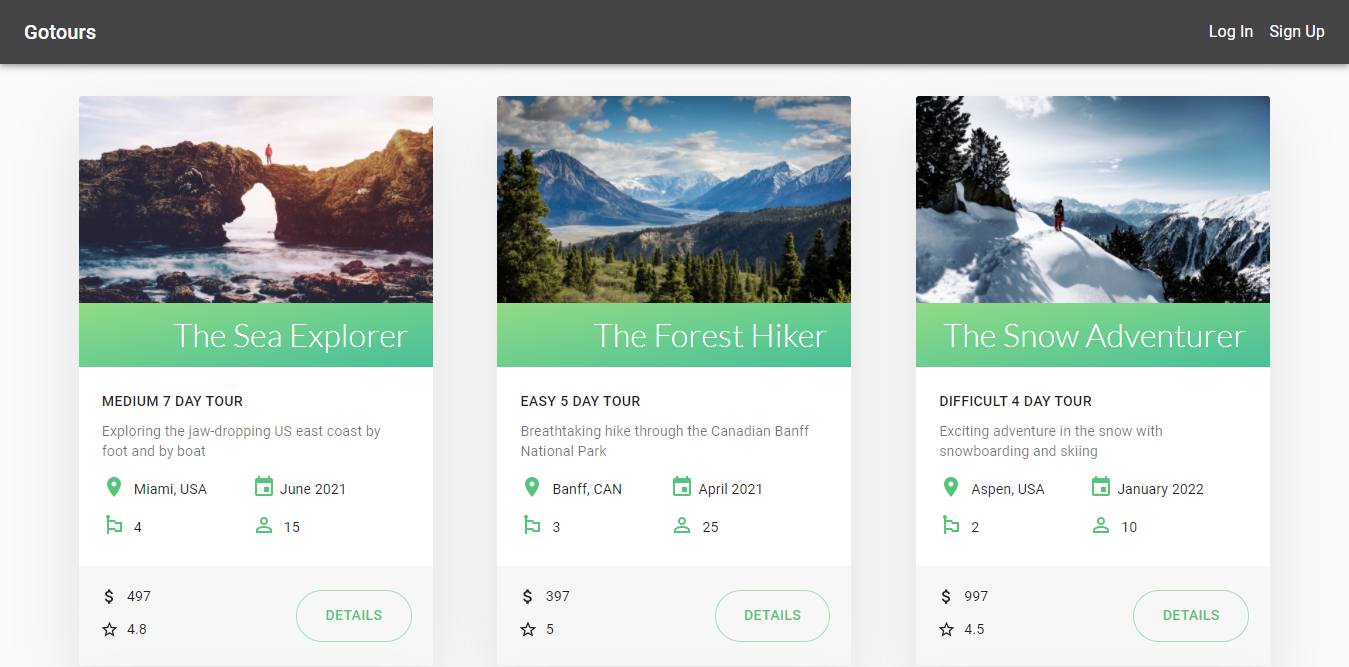 Gotours
Log In
Sign Up
The Sea Explorer
MEDIUM 7 DAY TOUR
Exploring the jaw-dropping US east coast by
foot and by boat
Miami, USA
June 2021
4
15
$ 497
4.8
DETAILS
The Forest Hiker
EASY 5 DAY TOUR
Breathtaking hike through the Canadian Banff
National Park
Banff, CAN
April 2021
3
25
$ 397
5
DETAILS
The Snow Adventurer
DIFFICULT 4 DAY TOUR
Exciting adventure in the snow with
snowboarding and skiing
Aspen, USA
January 2022
2
10
$ 997
4.5
DETAILS